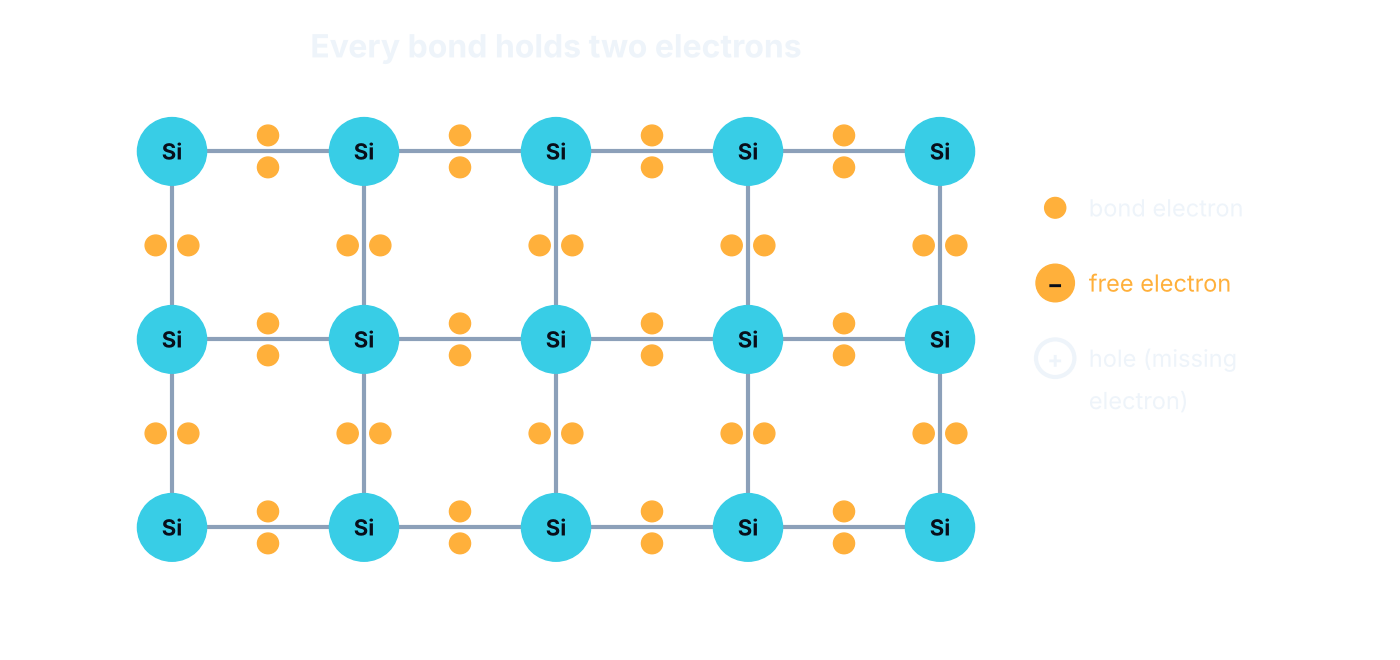 Every bond holds two electrons
Si Si Si Si Si
bond electron
– free electron
Si Si Si Si Si
+ hole (missing
electron)
Si Si Si Si Si